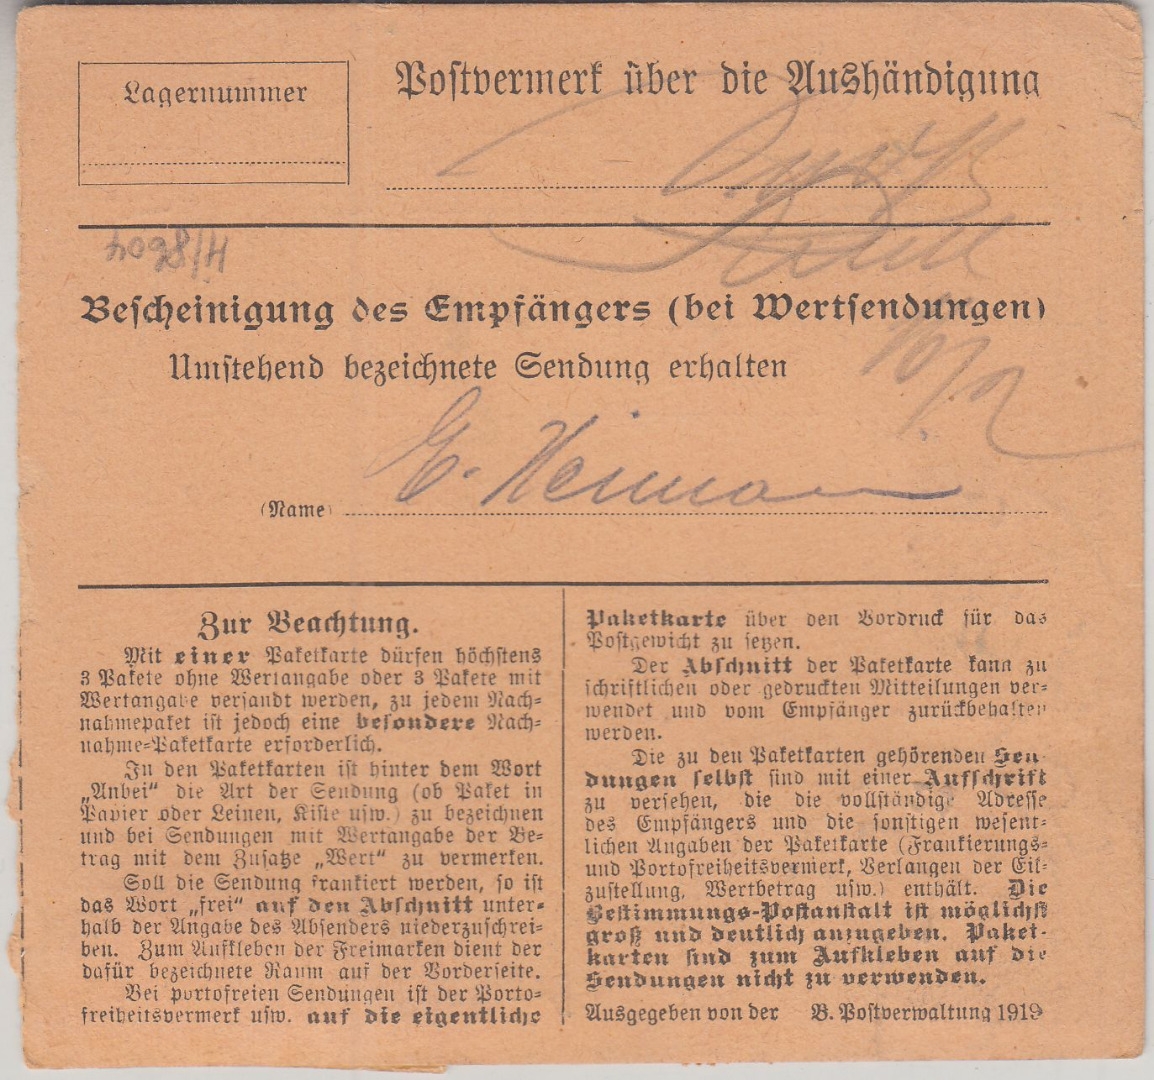 Lagernummer
Postvermerk über die Aushändigung
Bescheinigung des Empfängers (bei Wertsendungen)
Umstehend bezeichnete Sendung erhalten
(Name)
Zur Beachtung.
Mit einer Paketkarte dürfen höchstens
3 Pakete ohne Wertangabe oder 3 Pakete mit
Wertangabe versandt werden, zu jedem Nach-
nahmepaket ist jedoch eine besondere Nach-
nahme-Paketkarte erforderlich.
In den Paketkarten ist hinter dem Wort
„Anbei“ die Art der Sendung (ob Paket in
Papier oder Leinen, Kiste usw.) zu bezeichnen
und bei Sendungen mit Wertangabe der Be-
trag mit dem Zusatze „Wert“ zu vermerken.
Soll die Sendung frankiert werden, so ist
das Wort „frei“ auf den Abschnitt unter-
halb der Angabe des Absenders niederzuschrei-
ben. Zum Aufkleben der Freimarken dient der
dafür bezeichnete Raum auf der Vorderseite.
Bei portofreien Sendungen ist der Porto-
freiheitsvermerk usw. auf die eigentliche
Paketkarte über den Vordruck für das
Postgewicht zu setzen.
Der Abschnitt der Paketkarte kann zu
schriftlichen oder gedruckten Mitteilungen ver-
wendet und vom Empfänger zurückbehalten
werden.
Die zu den Paketkarten gehörenden Sen-
dungen selbst sind mit einer Aufschrift
zu versehen, die die vollständige Adresse
des Empfängers und die sonstigen wesent-
lichen Angaben der Paketkarte (Frankierungs-
und Portofreiheitsvermerk, Verlangen der Eil-
zustellung, Wertbetrag usw.) enthält. Die
Bestimmungs-Postanstalt ist möglichst
groß und deutlich anzugeben. Paket-
karten sind zum Aufkleben auf die
Sendungen nicht zu verwenden.
Ausgegeben von der B. Postverwaltung 1919